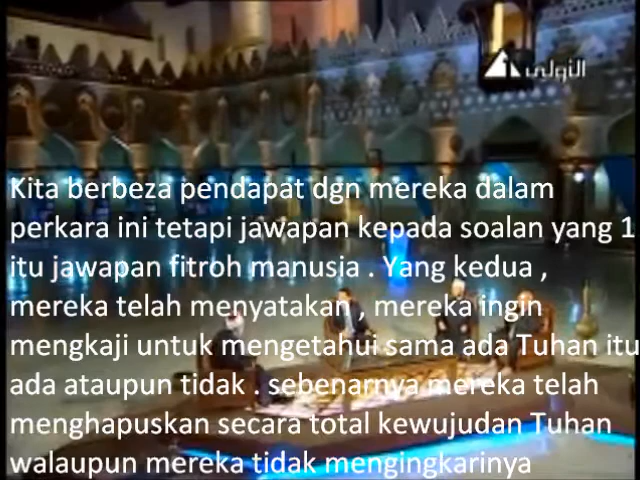 الأولى
Kita berbeza pendapat dgn mereka dalam
perkara ini tetapi jawapan kepada soalan yang 1
itu jawapan fitroh manusia . Yang kedua ,
mereka telah menyatakan , mereka ingin
mengkaji untuk mengetahui sama ada Tuhan itu
ada ataupun tidak . sebenarnya mereka telah
menghapuskan secara total kewujudan Tuhan
walaupun mereka tidak mengingkarinya